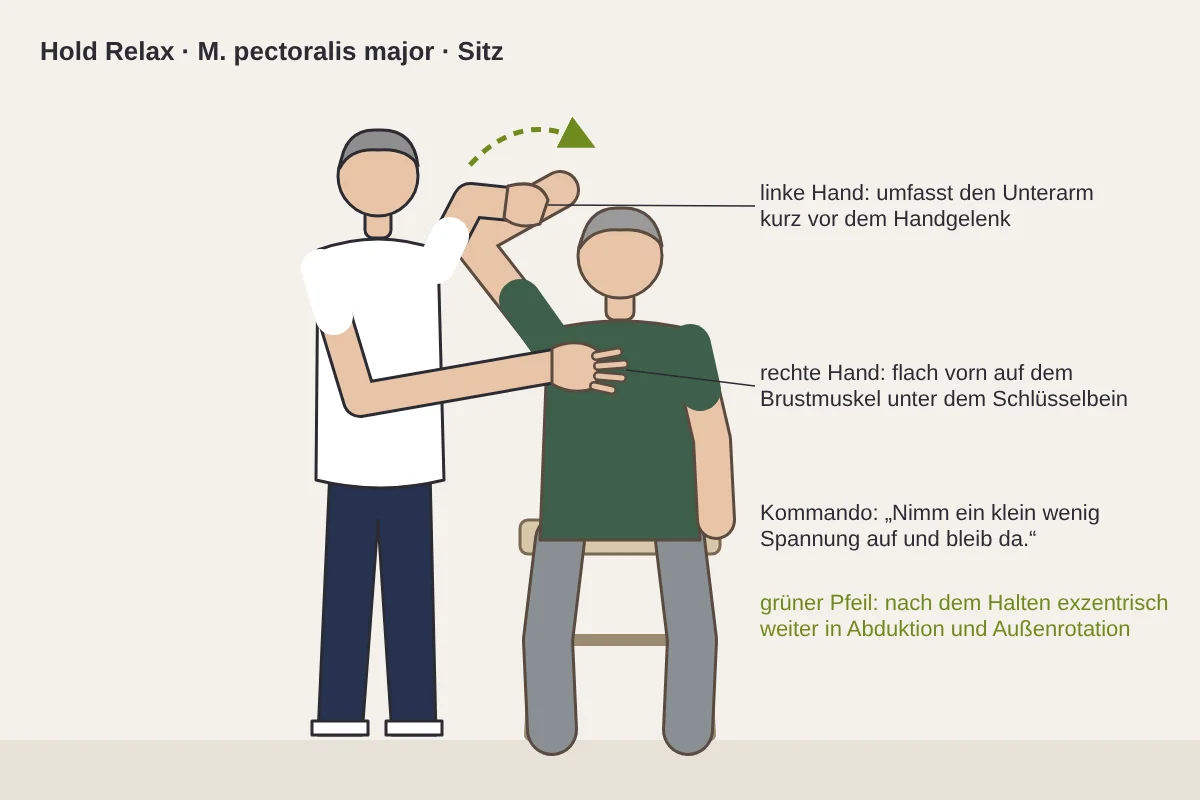 Hold Relax · M. pectoralis major · Sitz
linke Hand: umfasst den Unterarm
kurz vor dem Handgelenk
rechte Hand: flach vorn auf dem
Brustmuskel unter dem Schlüsselbein
Kommando: „Nimm ein klein wenig
Spannung auf und bleib da.“
grüner Pfeil: nach dem Halten exzentrisch
weiter in Abduktion und Außenrotation